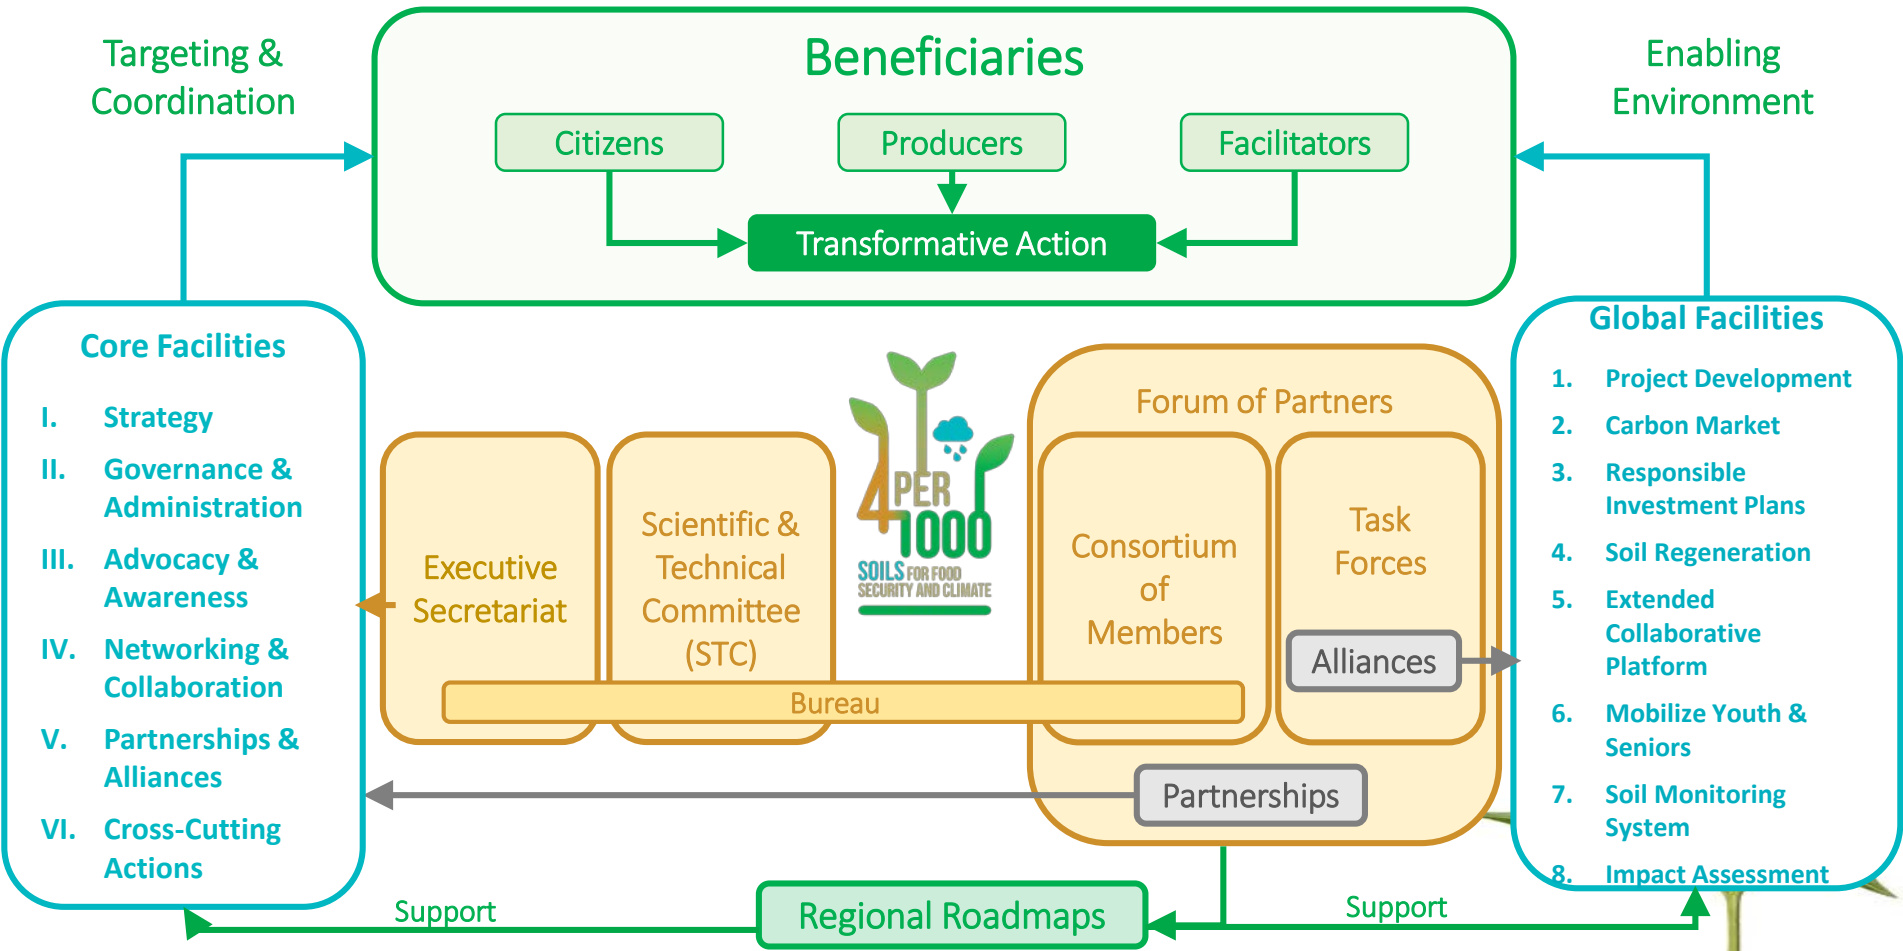 Targeting &
Coordination
Beneficiaries
Enabling
Environment
Citizens
Producers
Facilitators
Transformative Action
Core Facilities
I. Strategy
II. Governance &
Administration
III. Advocacy &
Awareness
IV. Networking &
Collaboration
V. Partnerships &
Alliances
VI. Cross-Cutting
Actions
Executive
Secretariat
Scientific &
Technical
Committee
(STC)
Bureau
4 PER
1000
SOILS FOR FOOD
SECURITY AND CLIMATE
Forum of Partners
Consortium
of
Members
Task
Forces
Alliances
Partnerships
Global Facilities
1. Project Development
2. Carbon Market
3. Responsible
Investment Plans
4. Soil Regeneration
5. Extended
Collaborative
Platform
6. Mobilize Youth &
Seniors
7. Soil Monitoring
System
8. Impact Assessment
Support
Regional Roadmaps
Support